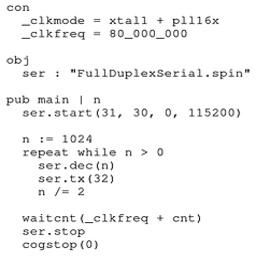 con
  _clkmode = xtal1 + pll16x
  _clkfreq = 80_000_000

obj
  ser : "FullDuplexSerial.spin"

pub main | n
  ser.start(31, 30, 0, 115200)

  n := 1024
  repeat while n > 0
    ser.dec(n)
    ser.tx(32)
    n /= 2

  waitcnt(_clkfreq + cnt)
  ser.stop
  cogstop(0)